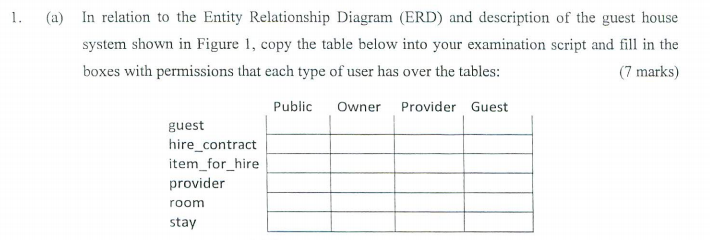 1. (a) In relation to the Entity Relationship Diagram (ERD) and description of the guest house
system shown in Figure 1, copy the table below into your examination script and fill in the
boxes with permissions that each type of user has over the tables: (7 marks)
Public Owner Provider Guest
guest
hire_contract
item_for_hire
provider
room
stay